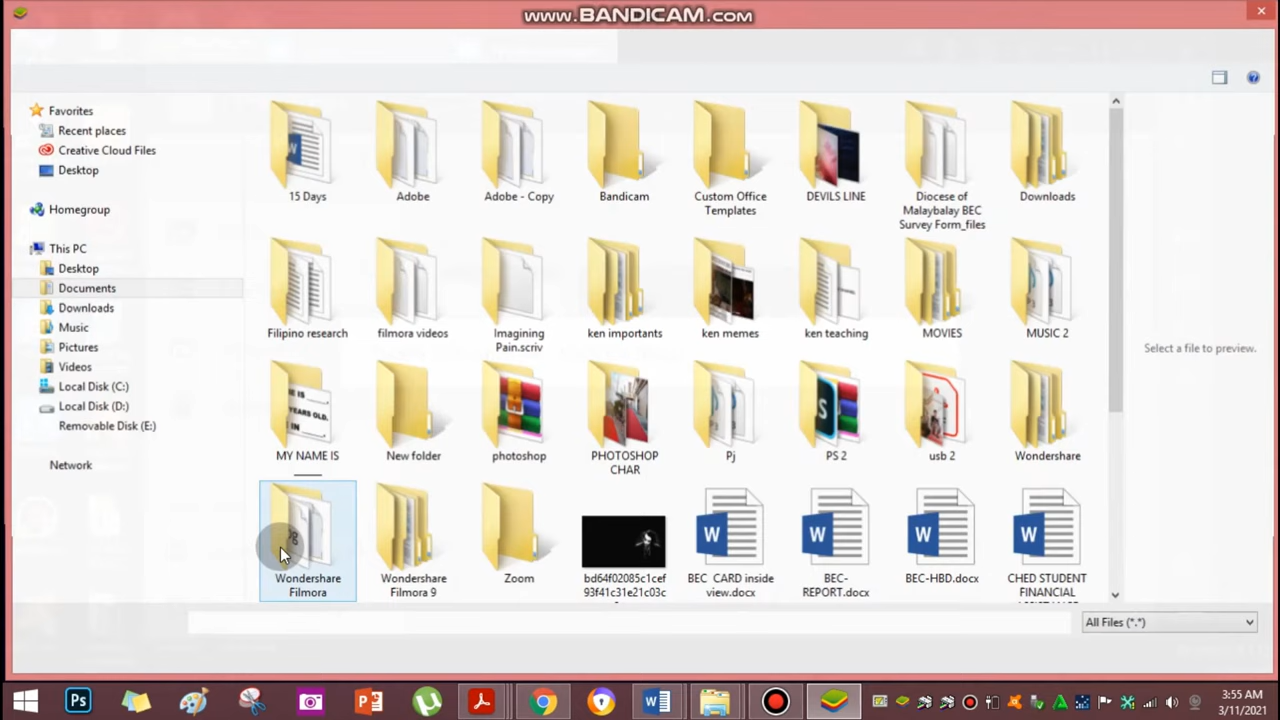 www.BANDICAM.com
Favorites
Recent places
Creative Cloud Files
Desktop
Homegroup
This PC
Desktop
Documents
Downloads
Music
Pictures
Videos
Local Disk (C:)
Local Disk (D:)
Removable Disk (E:)
Network
15 Days
Adobe
Adobe - Copy
Bandicam
Custom Office
Templates
DEVILS LINE
Diocese of
Malaybalay BEC
Survey Form_files
Downloads
Filipino research
filmora videos
Imagining
Pain.scriv
ken importants
ken memes
ken teaching
MOVIES
MUSIC 2
MY NAME IS
____
New folder
photoshop
PHOTOSHOP
CHAR
Pj
PS 2
usb 2
Wondershare
Wondershare
Filmora
Wondershare
Filmora 9
Zoom
bd64f02085c1cef
93f41c31e21c03c
BEC CARD inside
view.docx
BEC-
REPORT.docx
BEC-HBD.docx
CHED STUDENT
FINANCIAL
Select a file to preview.
All Files (*.*)
Ps
3:55 AM
3/11/2021